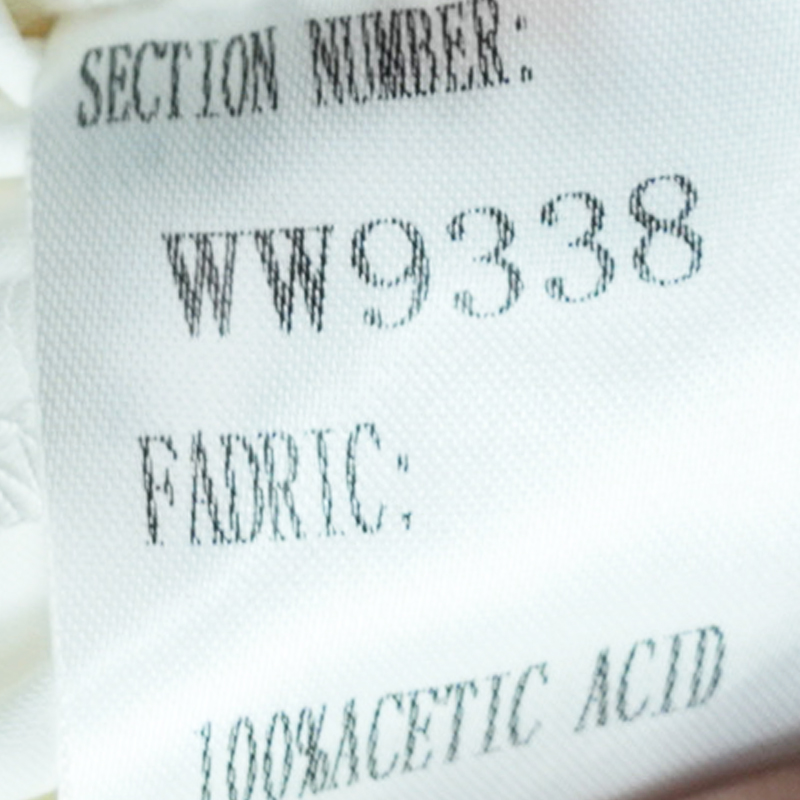 SECTION NUMBER:
WW9338
FADRIC:
100%ACETIC ACID